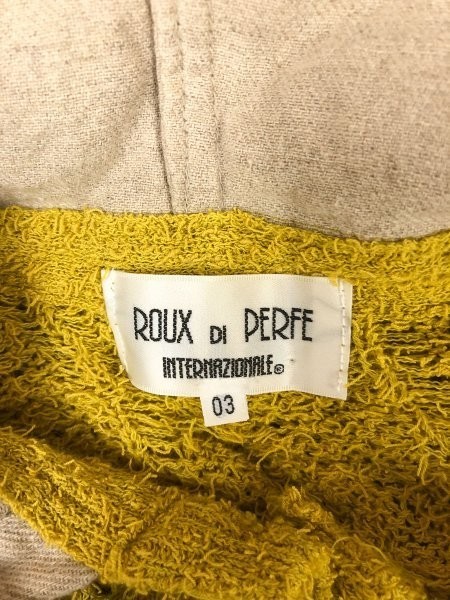 ROUX DI PERFE
INTERNAZIONALE®
03